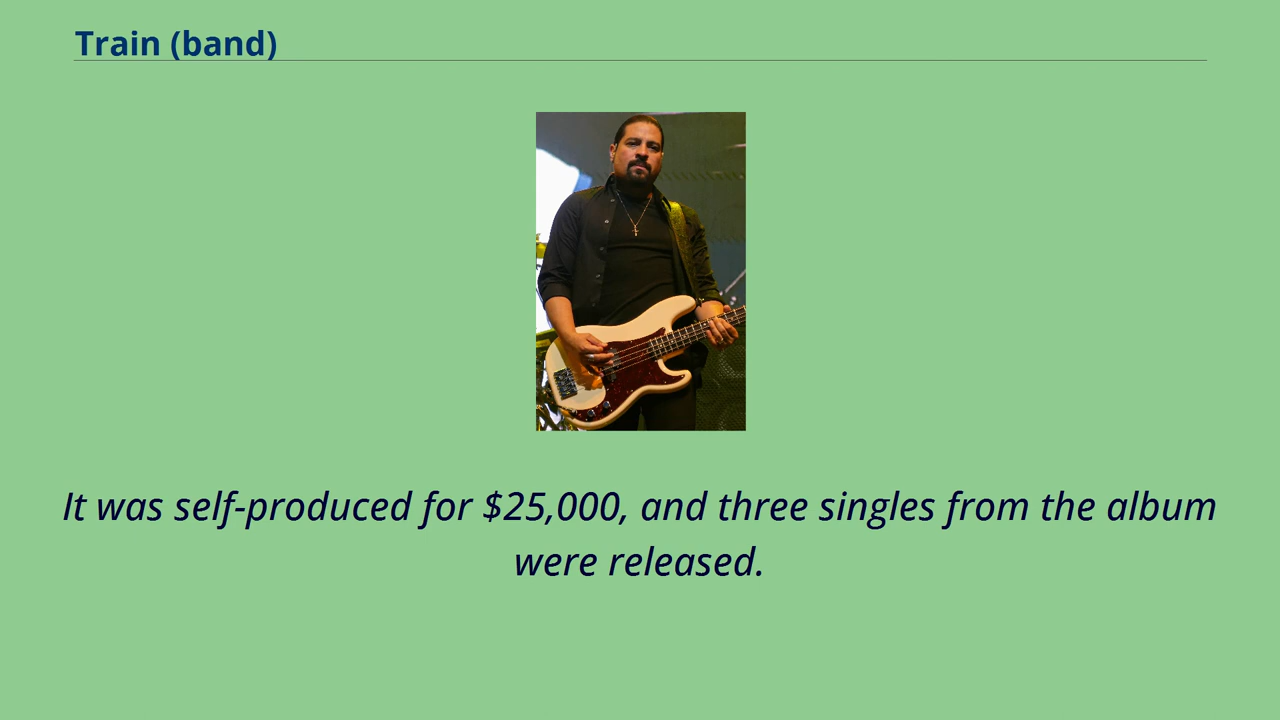 Train (band)
It was self-produced for $25,000, and three singles from the album
were released.